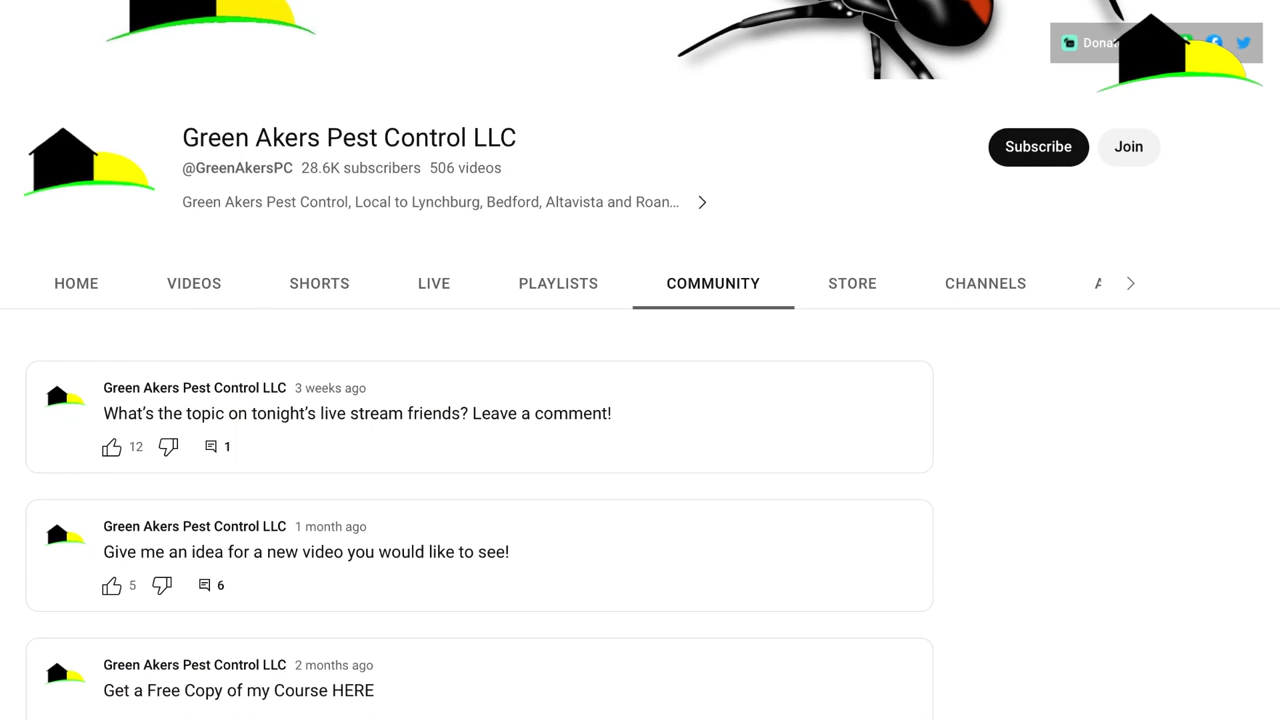 Donat
Green Akers Pest Control LLC
@GreenAkersPC 28.6K subscribers 506 videos
Subscribe
Join
Green Akers Pest Control, Local to Lynchburg, Bedford, Altavista and Roan...
HOME VIDEOS SHORTS LIVE PLAYLISTS COMMUNITY STORE CHANNELS
Green Akers Pest Control LLC 3 weeks ago
What's the topic on tonight's live stream friends? Leave a comment!
12 1
Green Akers Pest Control LLC 1 month ago
Give me an idea for a new video you would like to see!
5 6
Green Akers Pest Control LLC 2 months ago
Get a Free Copy of my Course HERE